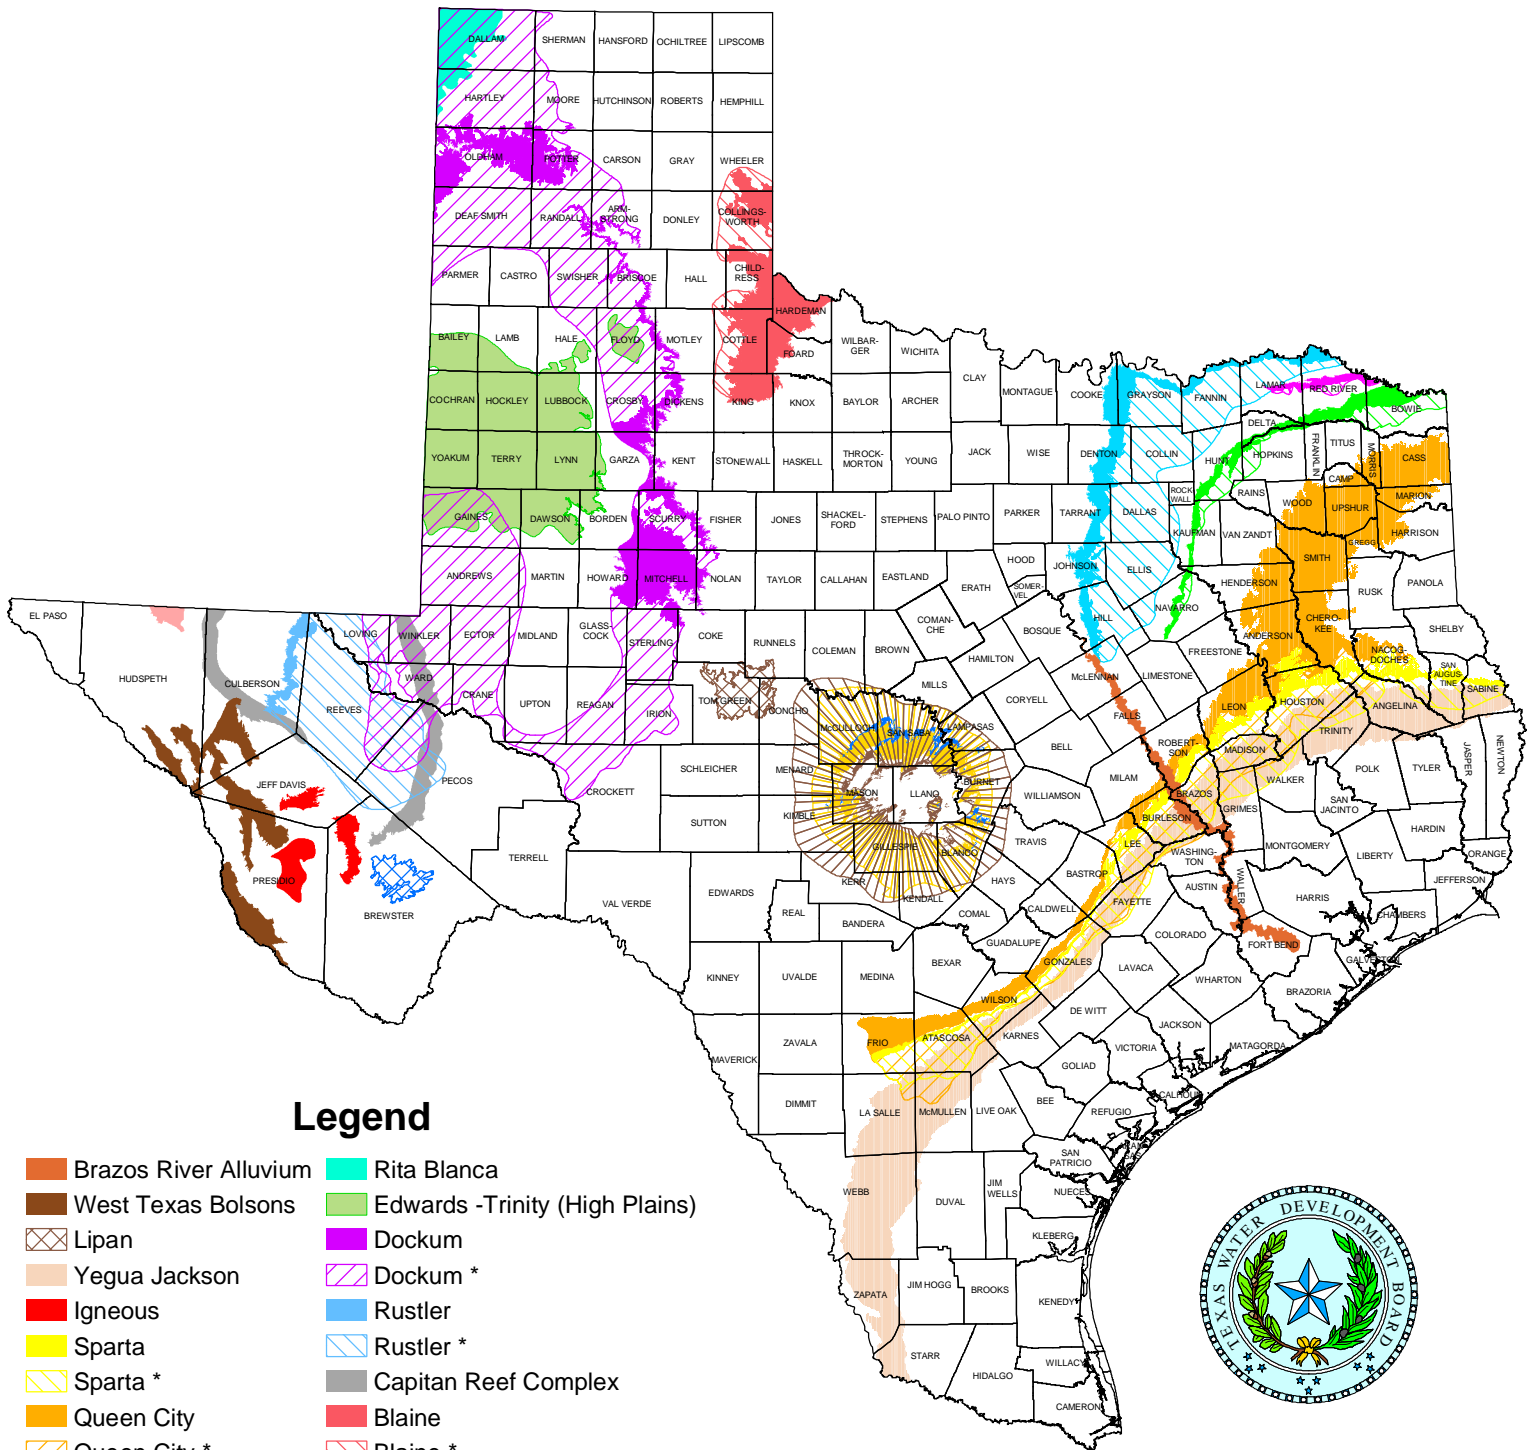 DALLAM
SHERMAN
HANSFORD
OCHILTREE
LIPSCOMB
HARTLEY
MOORE
HUTCHINSON
ROBERTS
HEMPHILL
OLDHAM
POTTER
CARSON
GRAY
WHEELER
DEAF SMITH
RANDALL
ARM-
STRONG
DONLEY
COLLINGS-
WORTH
PARMER
CASTRO
SWISHER
BRISCOE
HALL
CHILD-
RESS
HARDEMAN
BAILEY
LAMB
HALE
FLOYD
MOTLEY
COTTLE
FOARD
WILBAR-
GER
WICHITA
CLAY
MONTAGUE
COOKE
GRAYSON
FANNIN
LAMAR
RED RIVER
BOWIE
COCHRAN
HOCKLEY
LUBBOCK
CROSBY
DICKENS
KING
KNOX
BAYLOR
ARCHER
DELTA
YOAKUM
TERRY
LYNN
GARZA
KENT
STONEWALL
HASKELL
THROCK-
MORTON
YOUNG
JACK
WISE
DENTON
COLLIN
HUNT
HOPKINS
FRANKLIN
TITUS
MORRIS
CASS
CAMP
GAINES
DAWSON
BORDEN
SCURRY
FISHER
JONES
SHACKEL-
FORD
STEPHENS
PALO PINTO
PARKER
TARRANT
DALLAS
ROCK
WALL
KAUFMAN
RAINS
VAN ZANDT
WOOD
UPSHUR
MARION
GREGG
HARRISON
ANDREWS
MARTIN
HOWARD
MITCHELL
NOLAN
TAYLOR
CALLAHAN
EASTLAND
ERATH
HOOD
SOMER-
VEL
JOHNSON
ELLIS
HENDERSON
SMITH
RUSK
PANOLA
EL PASO
HUDSPETH
CULBERSON
LOVING
WINKLER
ECTOR
MIDLAND
GLASS-
COCK
STERLING
COKE
RUNNELS
COLEMAN
BROWN
COMAN-
CHE
BOSQUE
HILL
NAVARRO
FREESTONE
ANDERSON
CHERO-
KEE
NACOG-
DOCHES
SHELBY
SAN
AUGUS-
TINE
SABINE
REEVES
WARD
CRANE
UPTON
REAGAN
IRION
TOM GREEN
CONCHO
McCULLOCH
SAN SABA
MILLS
HAMILTON
LAMPASAS
CORYELL
McLENNAN
LIMESTONE
FALLS
LEON
HOUSTON
ANGELINA
TRINITY
JEFF DAVIS
PECOS
CROCKETT
SCHLEICHER
MENARD
MASON
LLANO
BURNET
BELL
WILLIAMSON
MILAM
ROBERT-
SON
MADISON
BRAZOS
WALKER
GRIMES
POLK
TYLER
JASPER
NEWTON
SAN
JACINTO
HARDIN
SUTTON
KIMBLE
GILLESPIE
BLANCO
TRAVIS
LEE
BURLESON
WASHING-
TON
MONTGOMERY
LIBERTY
ORANGE
JEFFERSON
PRESIDIO
BREWSTER
TERRELL
VAL VERDE
EDWARDS
REAL
KERR
KENDALL
BANDERA
HAYS
COMAL
CALDWELL
BASTROP
FAYETTE
AUSTIN
WALLER
HARRIS
CHAMBERS
FORT BEND
GALVESTON
COLORADO
KINNEY
UVALDE
MEDINA
BEXAR
GUADALUPE
GONZALES
LAVACA
WHARTON
BRAZORIA
WILSON
DE WITT
JACKSON
MATAGORDA
MAVERICK
ZAVALA
FRIO
ATASCOSA
KARNES
GOLIAD
VICTORIA
CALHOUN
DIMMIT
LA SALLE
McMULLEN
LIVE OAK
BEE
REFUGIO
SAN
PATRICIO
WEBB
DUVAL
JIM
WELLS
NUECES
KLEBERG
ZAPATA
JIM HOGG
BROOKS
KENEDY
STARR
HIDALGO
WILLACY
CAMERON
Legend
Brazos River Alluvium
West Texas Bolsons
Lipan
Yegua Jackson
Igneous
Sparta
Sparta *
Queen City
Queen City *
Rita Blanca
Edwards -Trinity (High Plains)
Dockum
Dockum *
Rustler
Rustler *
Capitan Reef Complex
Blaine
Blaine *
TEXAS WATER DEVELOPMENT BOARD